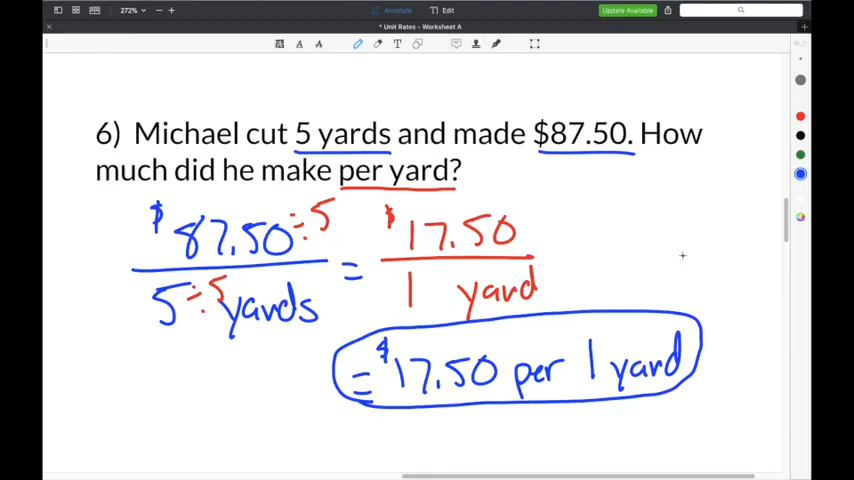 272%
Annotate
Edit
Update Available
* Unit Rates - Worksheet A
6) Michael cut 5 yards and made $87.50. How
much did he make per yard?
$87.50 ÷5 = $17.50
5 ÷5 yards 1 yard
= $17.50 per 1 yard